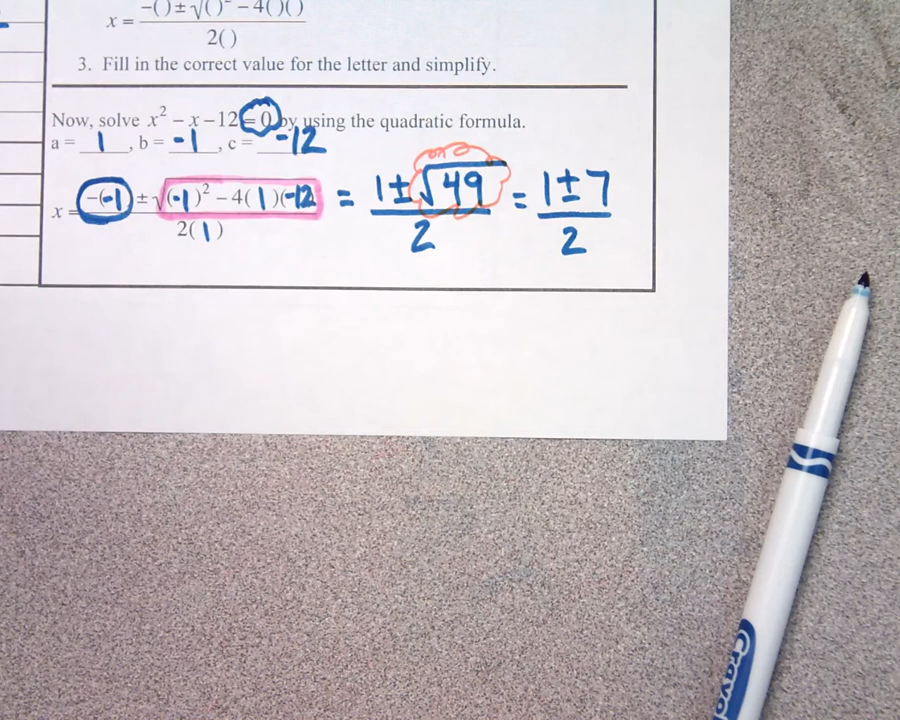 x = −( ) ± √( )² − 4( )( )
2( )
3. Fill in the correct value for the letter and simplify.
Now, solve x² − x − 12 = 0 by using the quadratic formula.
a = 1, b = -1, c = -12
x = −(-1) ± √(-1)² − 4(1)(-12) = 1 ± √49 = 1 ± 7
2(1) 2 2
Crayol